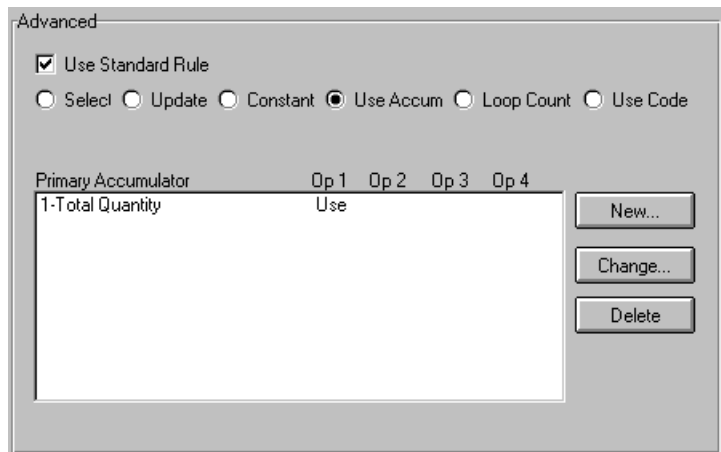 Advanced
Use Standard Rule
Select Update Constant Use Accum Loop Count Use Code
Primary Accumulator Op 1 Op 2 Op 3 Op 4
1-Total Quantity Use
New...
Change...
Delete